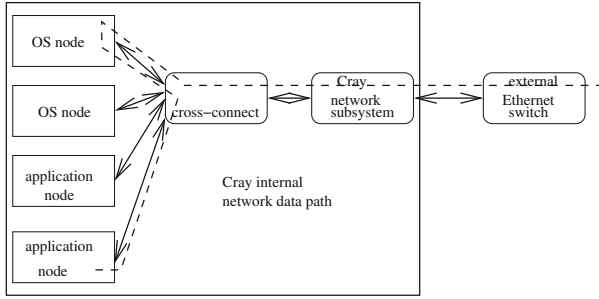 OS node
OS node
application
node
application
node
cross-connect
Cray
network
subsystem
external
Ethernet
switch
Cray internal
network data path